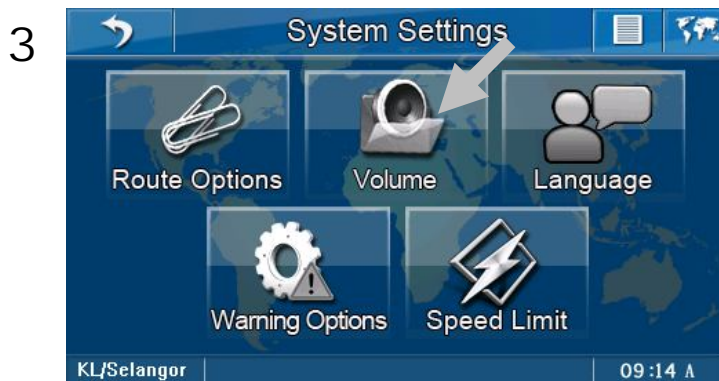 3
System Settings
Route Options
Volume
Language
Warning Options
Speed Limit
KL/Selangor
09:14 A